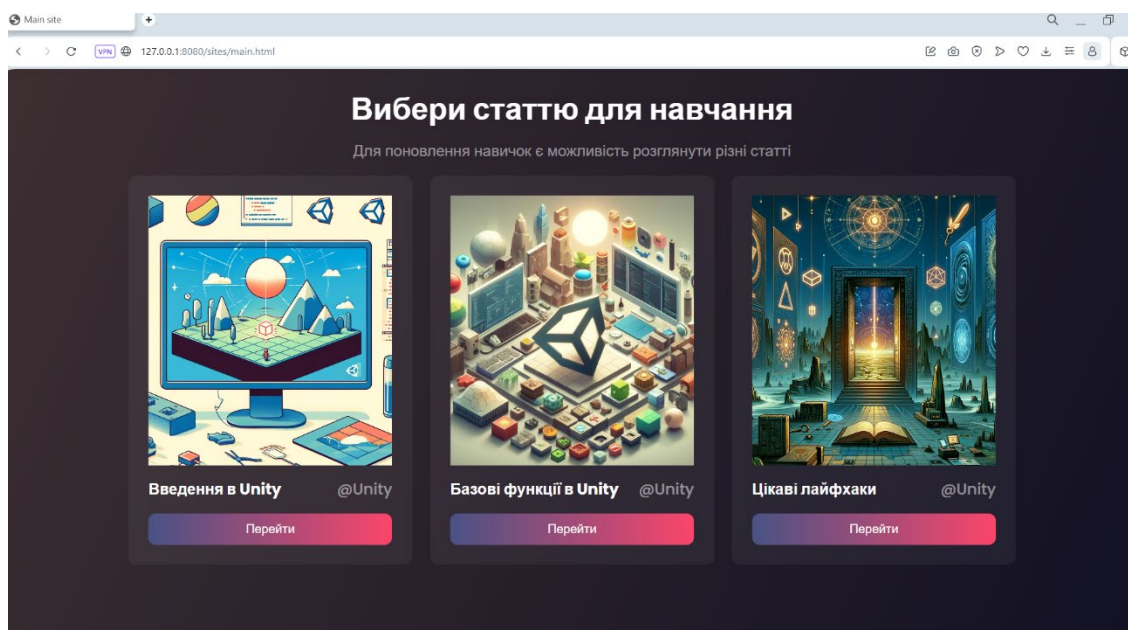 Main site
VPN
127.0.0.1:8080/sites/main.html
Вибери статтю для навчання
Для поновлення навичок є можливість розглянути різні статті
Введення в Unity @Unity
Перейти
Базові функції в Unity @Unity
Перейти
Цікаві лайфхаки @Unity
Перейти